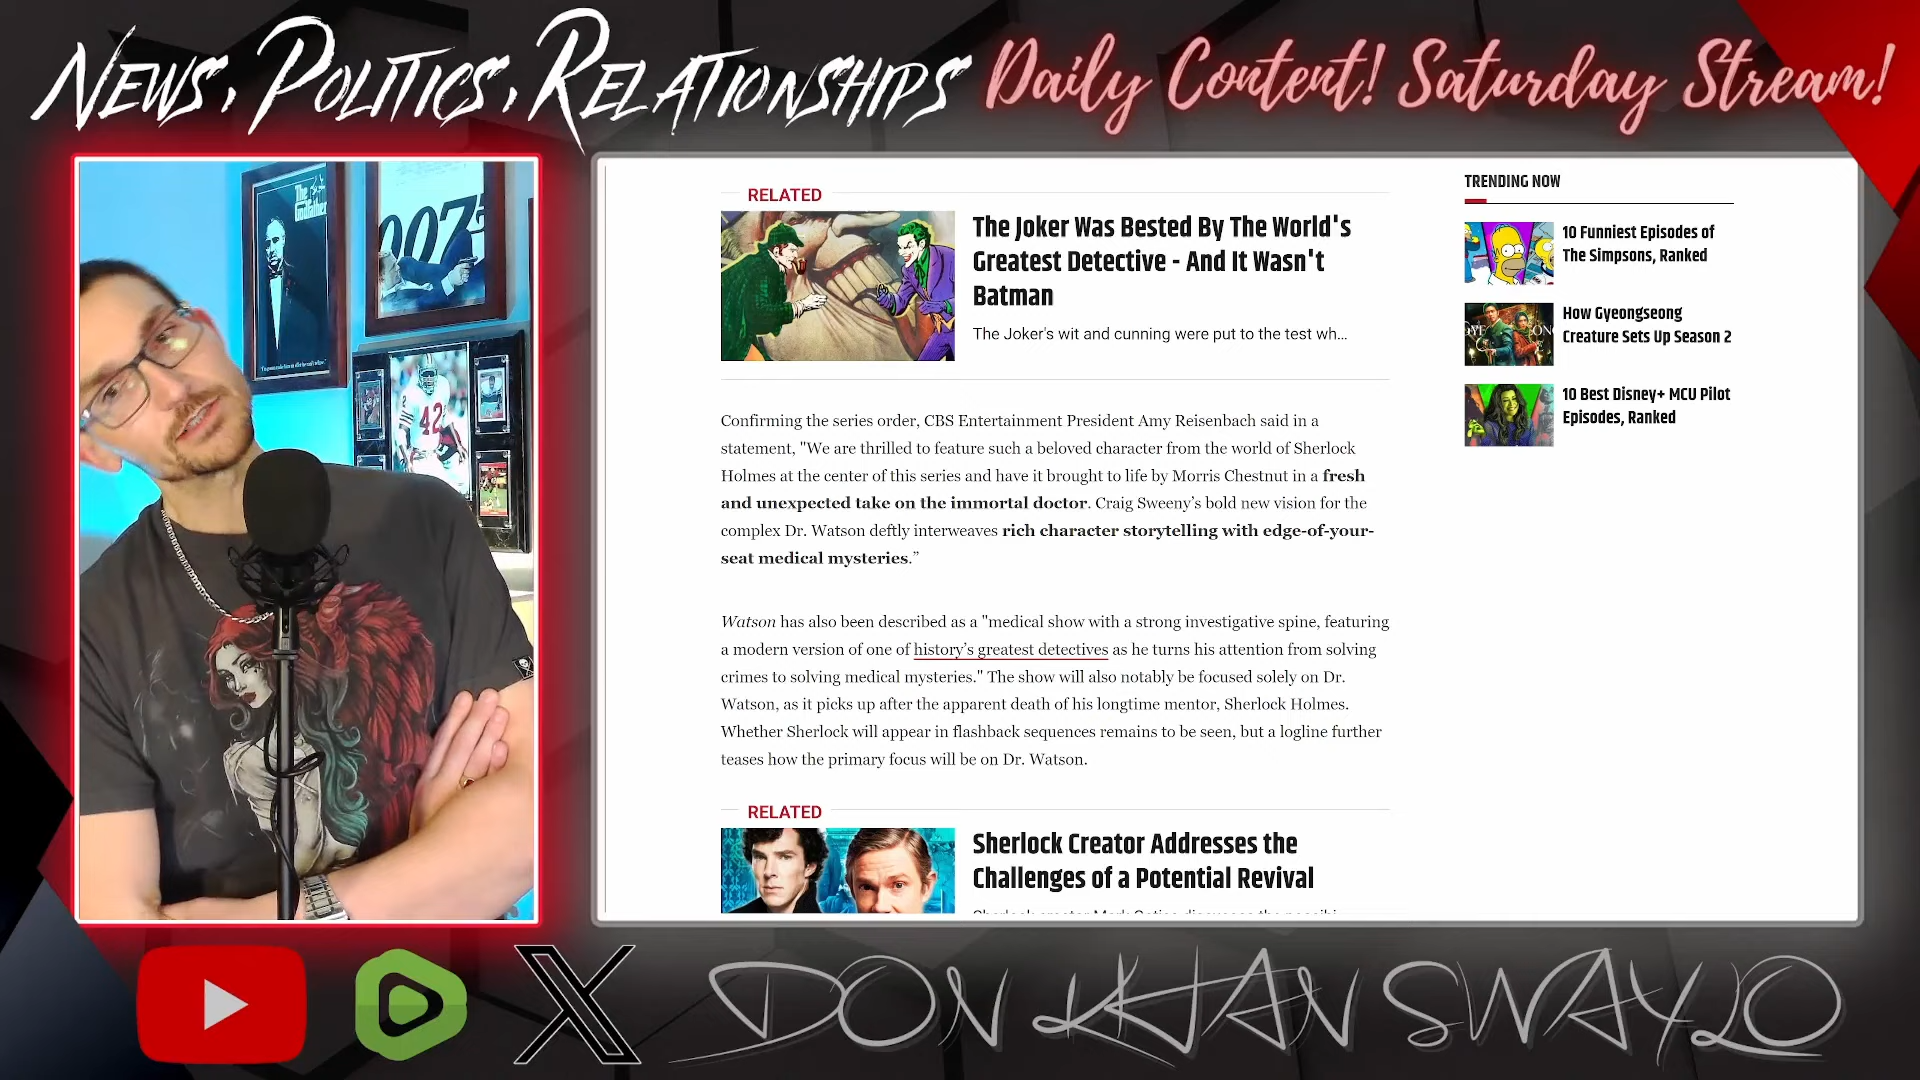 NEWS, POLITICS, RELATIONSHIPS
Daily Content! Saturday Stream!
The
Godfather
007
42
RELATED
The Joker Was Bested By The World's
Greatest Detective - And It Wasn't
Batman
The Joker's wit and cunning were put to the test wh...
Confirming the series order, CBS Entertainment President Amy Reisenbach said in a
statement, "We are thrilled to feature such a beloved character from the world of Sherlock
Holmes at the center of this series and have it brought to life by Morris Chestnut in a fresh
and unexpected take on the immortal doctor. Craig Sweeny’s bold new vision for the
complex Dr. Watson deftly interweaves rich character storytelling with edge-of-your-
seat medical mysteries.”
Watson has also been described as a "medical show with a strong investigative spine, featuring
a modern version of one of history’s greatest detectives as he turns his attention from solving
crimes to solving medical mysteries." The show will also notably be focused solely on Dr.
Watson, as it picks up after the apparent death of his longtime mentor, Sherlock Holmes.
Whether Sherlock will appear in flashback sequences remains to be seen, but a logline further
teases how the primary focus will be on Dr. Watson.
RELATED
Sherlock Creator Addresses the
Challenges of a Potential Revival
TRENDING NOW
10 Funniest Episodes of
The Simpsons, Ranked
How Gyeongseong
Creature Sets Up Season 2
10 Best Disney+ MCU Pilot
Episodes, Ranked
X
DON KHAN SWAYLO